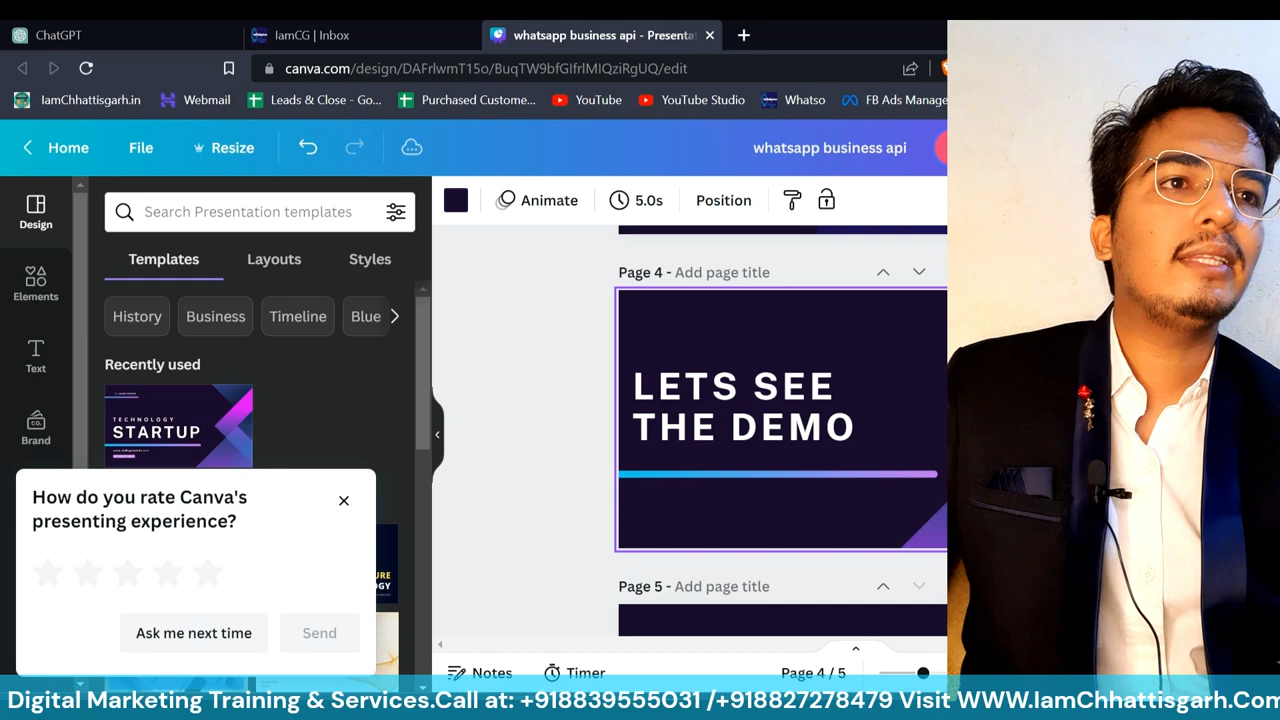 ChatGPT
IamCG | Inbox
whatsapp business api - Presenta
canva.com/design/DAFrlwmT15o/BuqTW9bfGIfrIMIQziRgUQ/edit
IamChhattisgarh.in
Webmail
Leads & Close - Go...
Purchased Custome...
YouTube
YouTube Studio
Whatso
FB Ads Manage
Home
File
Resize
whatsapp business api
Design
Elements
Text
Brand
Search Presentation templates
Animate
5.0s
Position
Templates
Layouts
Styles
History
Business
Timeline
Blue
Recently used
TECHNOLOGY
STARTUP
Page 4 - Add page title
LETS SEE
THE DEMO
How do you rate Canva's
presenting experience?
Ask me next time
Send
Page 5 - Add page title
Notes
Timer
Page 4 / 5
Digital Marketing Training & Services.Call at: +918839555031 /+918827278479 Visit WWW.IamChhattisgarh.Com